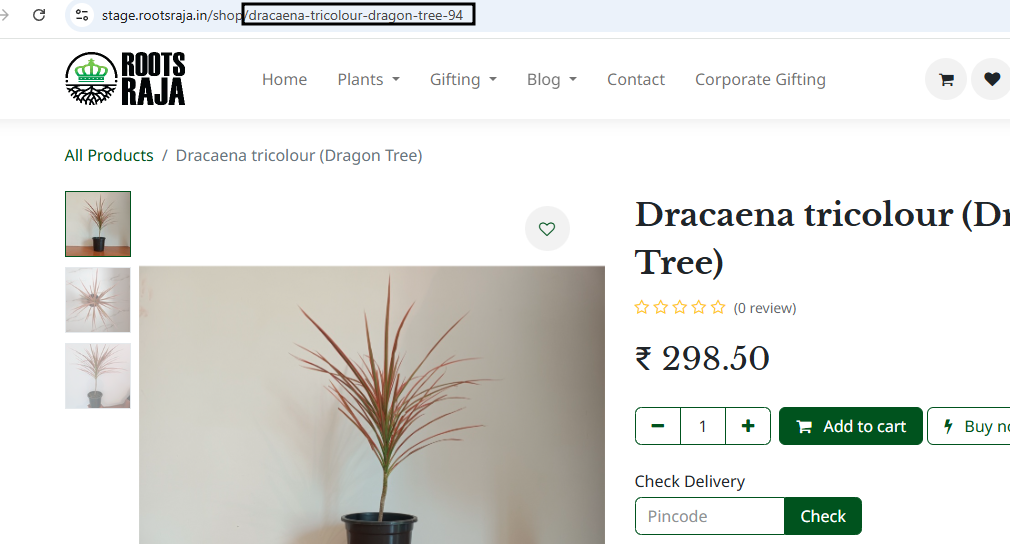 stage.rootsraja.in/shop/dracaena-tricolour-dragon-tree-94
ROOTS
RAJA
Home Plants Gifting Blog Contact Corporate Gifting
All Products / Dracaena tricolour (Dragon Tree)
Dracaena tricolour (Dr
Tree)
(0 review)
₹ 298.50
− 1 + Add to cart Buy no
Check Delivery
Pincode Check